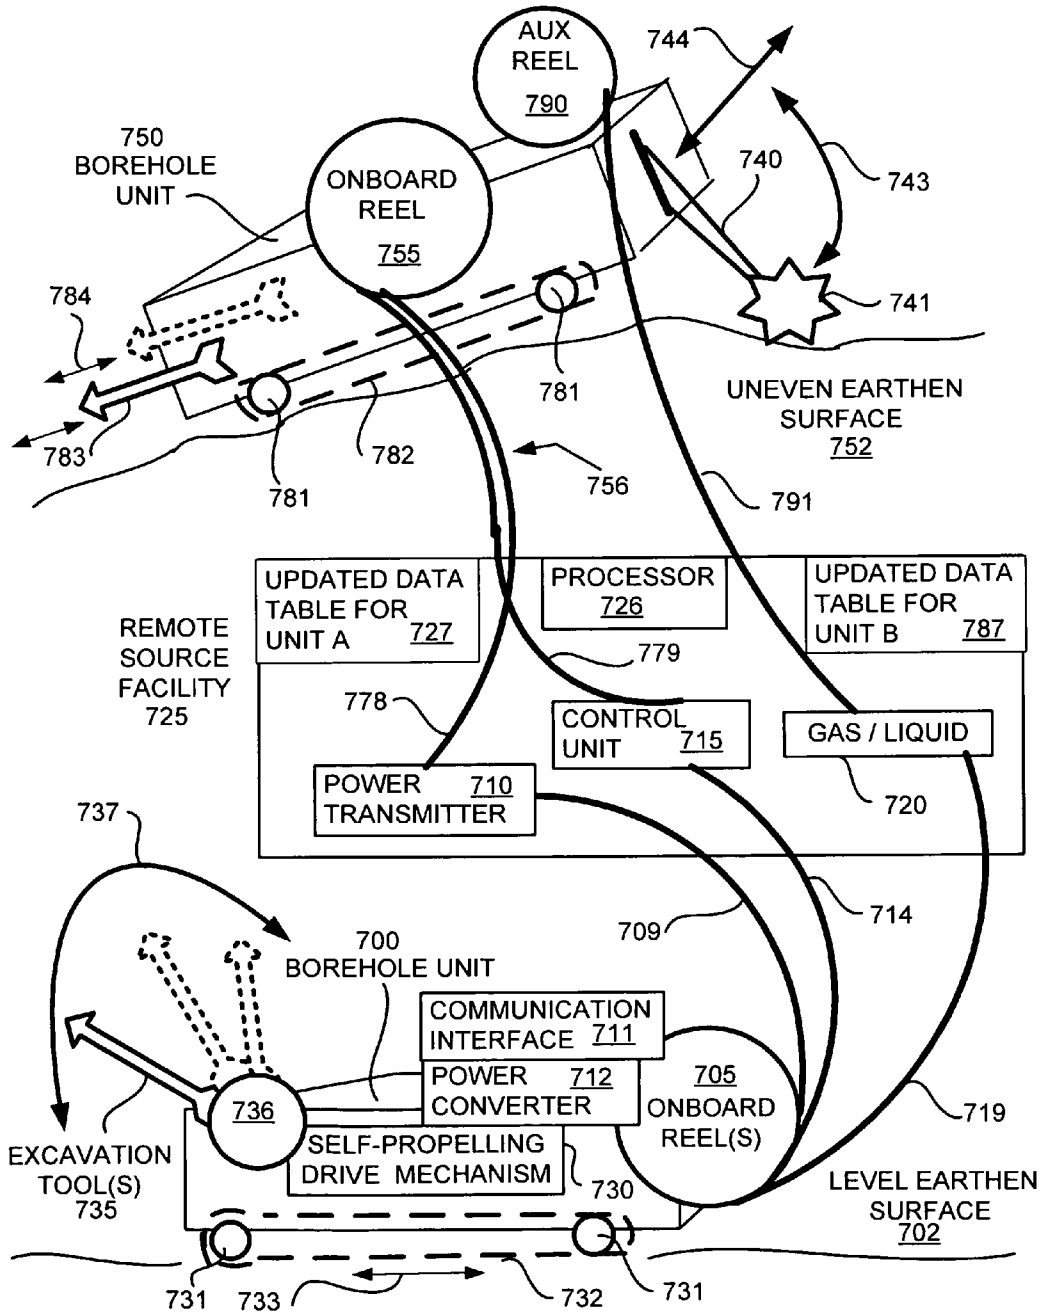 AUX
REEL
790
744
750
BOREHOLE
UNIT
ONBOARD
REEL
755
740
743
784
741
781
783
782
781
756
UNEVEN EARTHEN
SURFACE
752
791
UPDATED DATA
TABLE FOR
UNIT A 727
PROCESSOR
726
UPDATED DATA
TABLE FOR
UNIT B 787
REMOTE
SOURCE
FACILITY
725
779
778
CONTROL
UNIT 715
GAS / LIQUID
POWER 710
TRANSMITTER
720
737
709
714
700
BOREHOLE UNIT
COMMUNICATION
INTERFACE 711
POWER 712
CONVERTER
705
ONBOARD
REEL(S)
736
719
SELF-PROPELLING
DRIVE MECHANISM
730
EXCAVATION
TOOL(S)
735
LEVEL EARTHEN
SURFACE
702
731
733
732
731